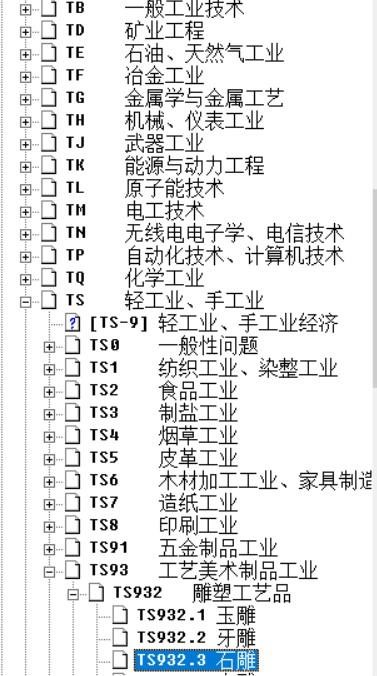 TB 一般工业技术
TD 矿业工程
TE 石油、天然气工业
TF 冶金工业
TG 金属学与金属工艺
TH 机械、仪表工业
TJ 武器工业
TK 能源与动力工程
TL 原子能技术
TM 电工技术
TN 无线电电子学、电信技术
TP 自动化技术、计算机技术
TQ 化学工业
TS 轻工业、手工业
[TS-9] 轻工业、手工业经济
TS0 一般性问题
TS1 纺织工业、染整工业
TS2 食品工业
TS3 制盐工业
TS4 烟草工业
TS5 皮革工业
TS6 木材加工工业、家具制造
TS7 造纸工业
TS8 印刷工业
TS91 五金制品工业
TS93 工艺美术制品工业
TS932 雕塑工艺品
TS932.1 玉雕
TS932.2 牙雕
TS932.3 石雕